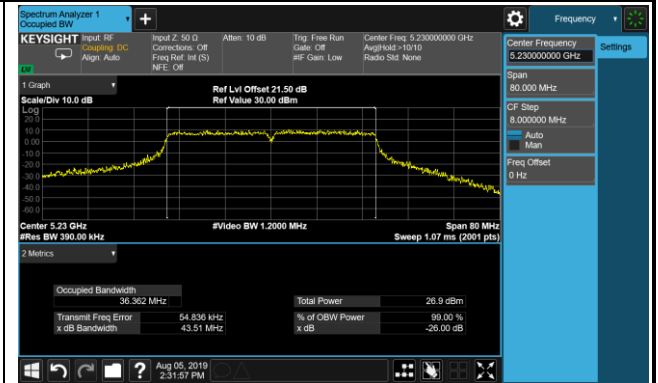 Spectrum Analyzer 1
Occupied BW
Frequency
KEYSIGHT
Input: RF
Coupling: DC
Align: Auto
Input Z: 50 Ω
Corrections: Off
Freq Ref: Int (S)
NFE: Off
Atten: 10 dB
Trig: Free Run
Gate: Off
#IF Gain: Low
Center Freq: 5.230000000 GHz
Avg|Hold:>10/10
Radio Std: None
1 Graph
Scale/Div 10.0 dB
Ref Lvl Offset 21.50 dB
Ref Value 30.00 dBm
Log
20.0
10.0
0.00
-10.0
-20.0
-30.0
-40.0
-50.0
-60.0
Center 5.23 GHz
#Res BW 390.00 kHz
#Video BW 1.2000 MHz
Span 80 MHz
Sweep 1.07 ms (2001 pts)
2 Metrics
Occupied Bandwidth
36.362 MHz
Total Power 26.9 dBm
Transmit Freq Error 54.836 kHz
% of OBW Power 99.00 %
x dB Bandwidth 43.51 MHz
x dB -26.00 dB
Aug 05, 2019
2:31:57 PM
Center Frequency
5.230000000 GHz
Settings
Span
80.000 MHz
CF Step
8.000000 MHz
Auto
Man
Freq Offset
0 Hz